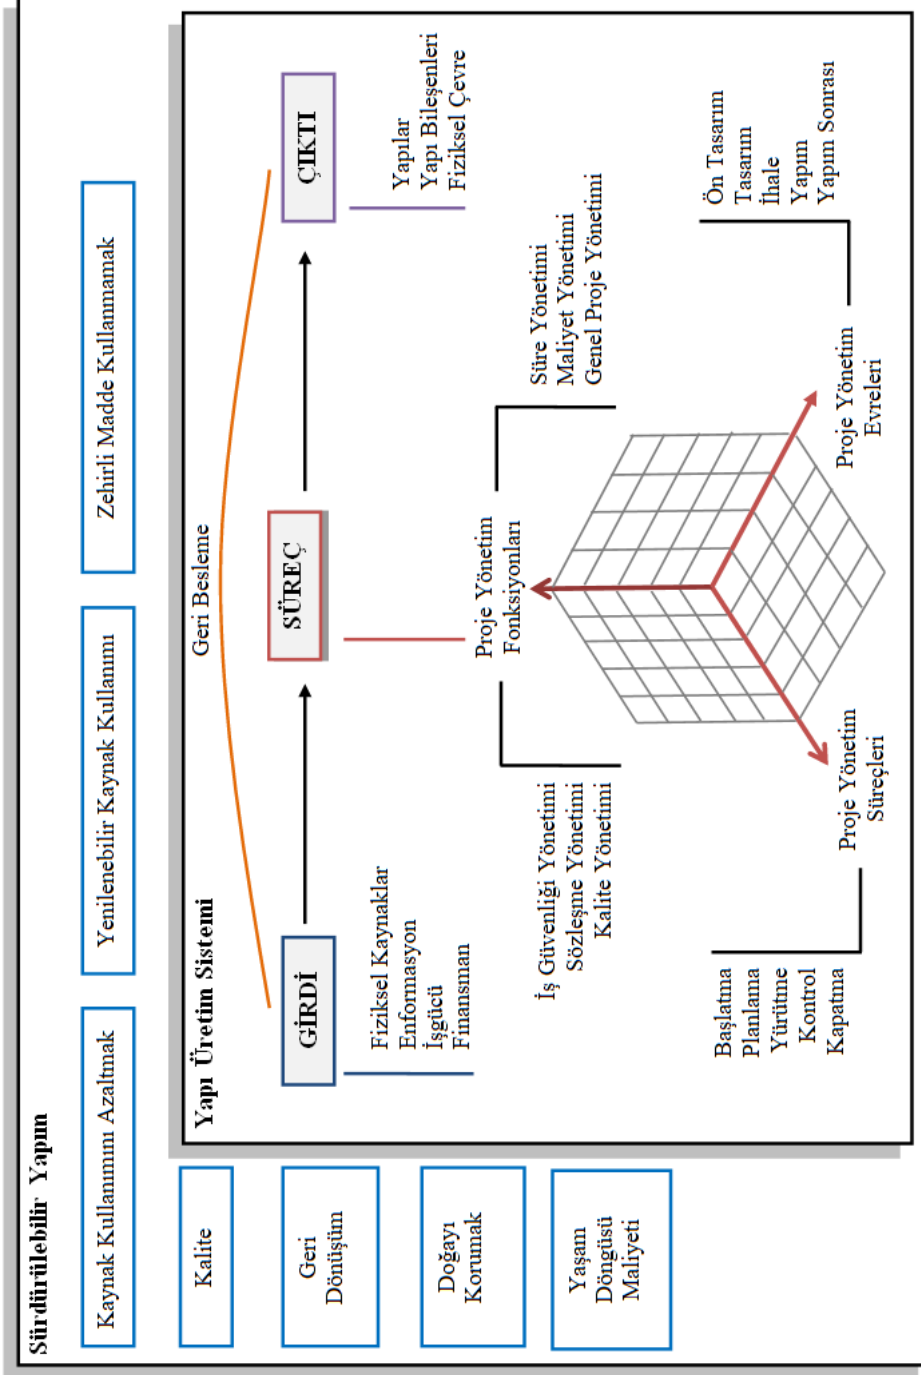 Sürdürülebilir Yapım
Kaynak Kullanımını Azaltmak
Yenilenebilir Kaynak Kullanımı
Zehirli Madde Kullanmamak
Kalite
Geri
Dönüşüm
Doğayı
Korumak
Yaşam
Döngüsü
Maliyeti
Yapı Üretim Sistemi
Geri Besleme
GİRDİ
SÜREÇ
ÇIKTI
Fiziksel Kaynaklar
Enformasyon
İşgücü
Finansman
Yapılar
Yapı Bileşenleri
Fiziksel Çevre
Proje Yönetim
Fonksiyonları
İş Güvenliği Yönetimi
Sözleşme Yönetimi
Kalite Yönetimi
Süre Yönetimi
Maliyet Yönetimi
Genel Proje Yönetimi
Başlatma
Planlama
Yürütme
Kontrol
Kapatma
Proje Yönetim
Süreçleri
Proje Yönetim
Evreleri
Ön Tasarım
Tasarım
İhale
Yapım
Yapım Sonrası